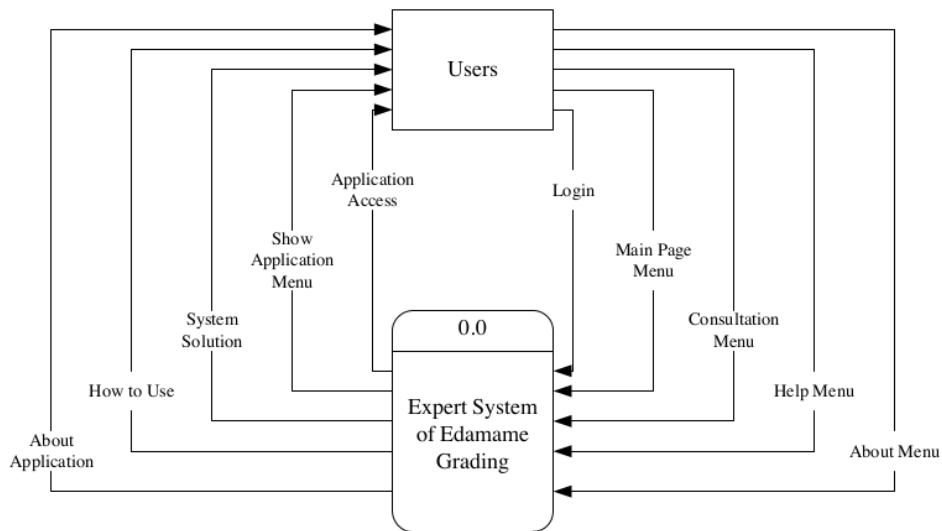 Users
Application
Access
Login
Show
Application
Menu
Main Page
Menu
System
Solution
0.0
Consultation
Menu
How to Use
Help Menu
Expert System
of Edamame
Grading
About
Application
About Menu